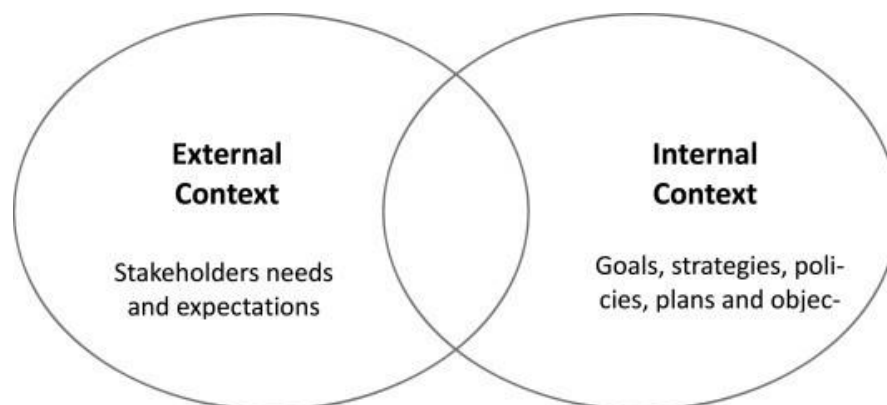 External
Context
Stakeholders needs
and expectations
Internal
Context
Goals, strategies, poli-
cies, plans and objec-